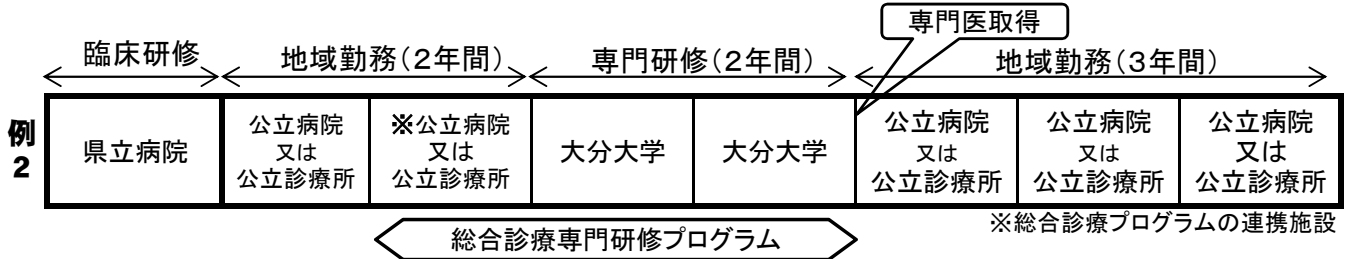 専門医取得
臨床研修 地域勤務(2年間) 専門研修(2年間) 地域勤務(3年間)
例2
県立病院
公立病院
又は
公立診療所
※公立病院
又は
公立診療所
大分大学
大分大学
公立病院
又は
公立診療所
公立病院
又は
公立診療所
公立病院
又は
公立診療所
※総合診療プログラムの連携施設
総合診療専門研修プログラム